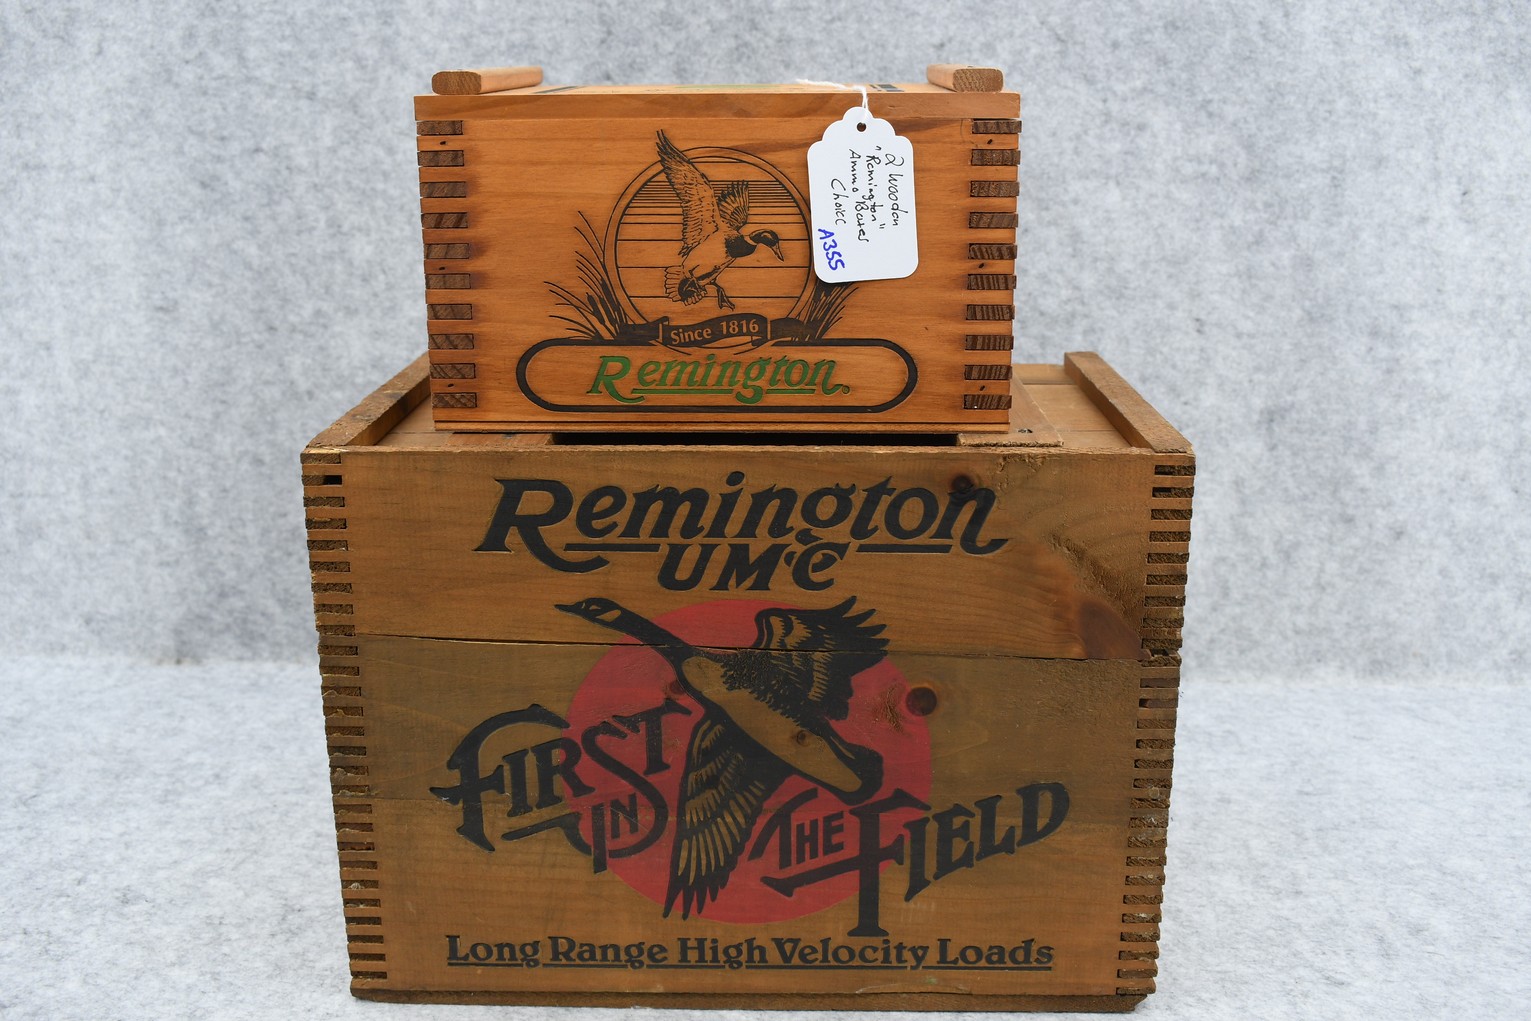 Since 1816
Remington.
2 Wooden
"Remington"
Ammo Boxes
Choice
A355
Remington
UMC
FIRST
IN
THE
FIELD
Long Range High Velocity Loads